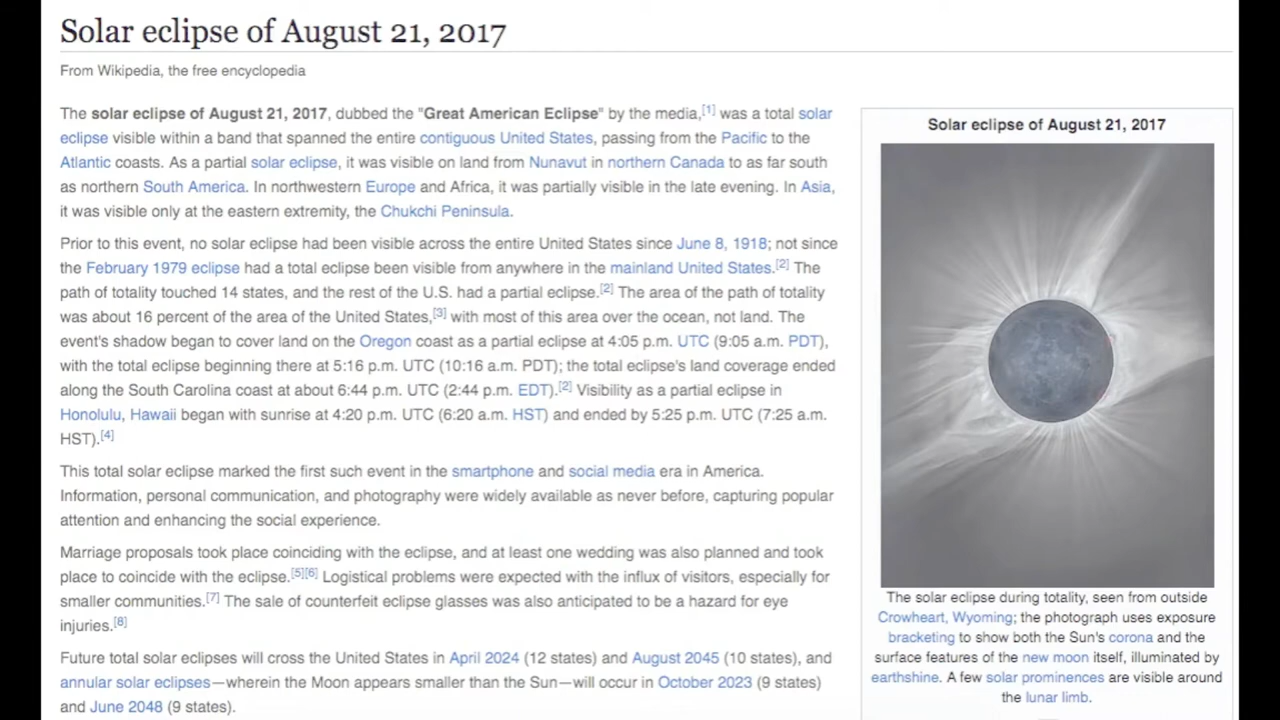 Solar eclipse of August 21, 2017
From Wikipedia, the free encyclopedia
The solar eclipse of August 21, 2017, dubbed the "Great American Eclipse" by the media,[1] was a total solar
eclipse visible within a band that spanned the entire contiguous United States, passing from the Pacific to the
Atlantic coasts. As a partial solar eclipse, it was visible on land from Nunavut in northern Canada to as far south
as northern South America. In northwestern Europe and Africa, it was partially visible in the late evening. In Asia,
it was visible only at the eastern extremity, the Chukchi Peninsula.
Prior to this event, no solar eclipse had been visible across the entire United States since June 8, 1918; not since
the February 1979 eclipse had a total eclipse been visible from anywhere in the mainland United States.[2] The
path of totality touched 14 states, and the rest of the U.S. had a partial eclipse.[2] The area of the path of totality
was about 16 percent of the area of the United States,[3] with most of this area over the ocean, not land. The
event's shadow began to cover land on the Oregon coast as a partial eclipse at 4:05 p.m. UTC (9:05 a.m. PDT),
with the total eclipse beginning there at 5:16 p.m. UTC (10:16 a.m. PDT); the total eclipse's land coverage ended
along the South Carolina coast at about 6:44 p.m. UTC (2:44 p.m. EDT).[2] Visibility as a partial eclipse in
Honolulu, Hawaii began with sunrise at 4:20 p.m. UTC (6:20 a.m. HST) and ended by 5:25 p.m. UTC (7:25 a.m.
HST).[4]
This total solar eclipse marked the first such event in the smartphone and social media era in America.
Information, personal communication, and photography were widely available as never before, capturing popular
attention and enhancing the social experience.
Marriage proposals took place coinciding with the eclipse, and at least one wedding was also planned and took
place to coincide with the eclipse.[5][6] Logistical problems were expected with the influx of visitors, especially for
smaller communities.[7] The sale of counterfeit eclipse glasses was also anticipated to be a hazard for eye
injuries.[8]
Future total solar eclipses will cross the United States in April 2024 (12 states) and August 2045 (10 states), and
annular solar eclipses—wherein the Moon appears smaller than the Sun—will occur in October 2023 (9 states)
and June 2048 (9 states).
Solar eclipse of August 21, 2017
The solar eclipse during totality, seen from outside
Crowheart, Wyoming; the photograph uses exposure
bracketing to show both the Sun's corona and the
surface features of the new moon itself, illuminated by
earthshine. A few solar prominences are visible around
the lunar limb.